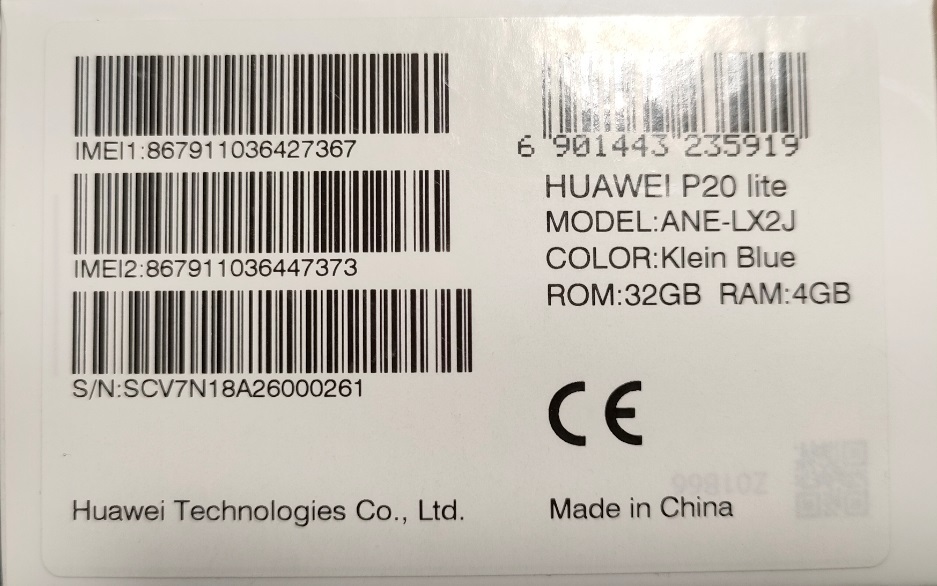 IMEI1:867911036427367
IMEI2:867911036447373
S/N:SCV7N18A26000261
Huawei Technologies Co., Ltd.
6 901443 235919
HUAWEI P20 lite
MODEL:ANE-LX2J
COLOR:Klein Blue
ROM:32GB RAM:4GB
CE
Made in China